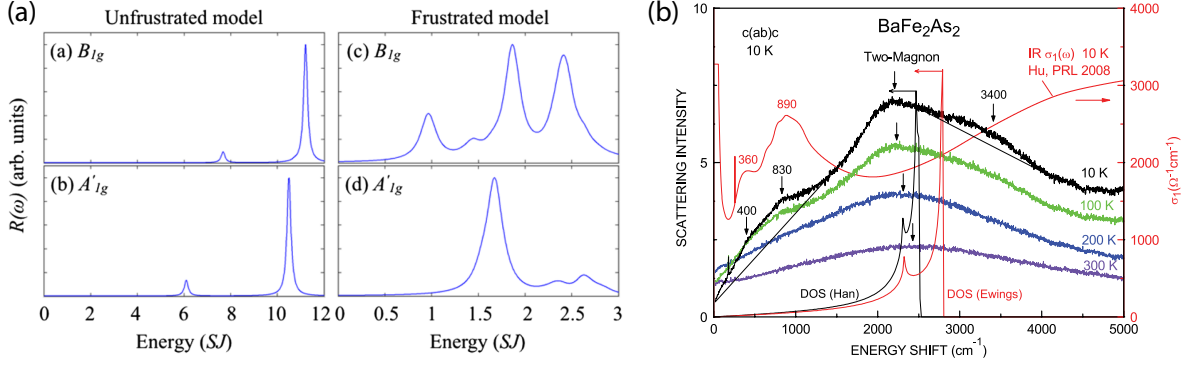 (a)
Unfrustrated model
Frustrated model
(a) B1g
(c) B1g
(b) A'1g
(d) A'1g
R(ω) (arb. units)
0 2 4 6 8 10 12
0 0.5 1 1.5 2 2.5 3
Energy (SJ)
Energy (SJ)
(b)
BaFe2As2
c(ab)c
10 K
Two-Magnon
IR σ1(ω) 10 K
Hu, PRL 2008
890
3400
360
830
400
10 K
100 K
200 K
300 K
DOS (Han)
DOS (Ewings)
SCATTERING INTENSITY
10
5
0
4000
3000
2000
1000
0
σ1(Ω-1cm-1)
0 1000 2000 3000 4000 5000
ENERGY SHIFT (cm-1)